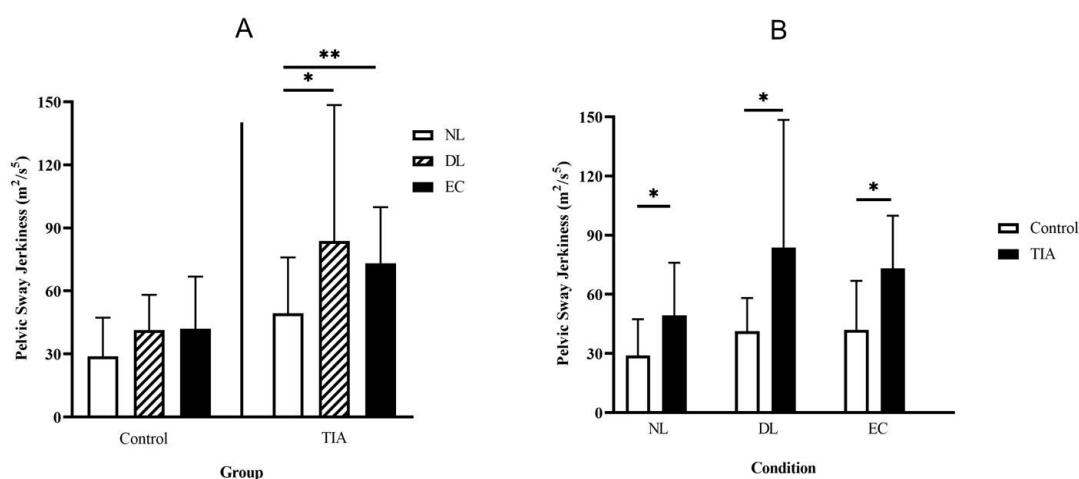 A
**
*
150
120
90
60
30
0
Pelvic Sway Jerkiness (m²/s⁵)
NL
DL
EC
Control
TIA
Group
B
*
*
*
150
120
90
60
30
0
Pelvic Sway Jerkiness (m²/s⁵)
Control
TIA
NL
DL
EC
Condition